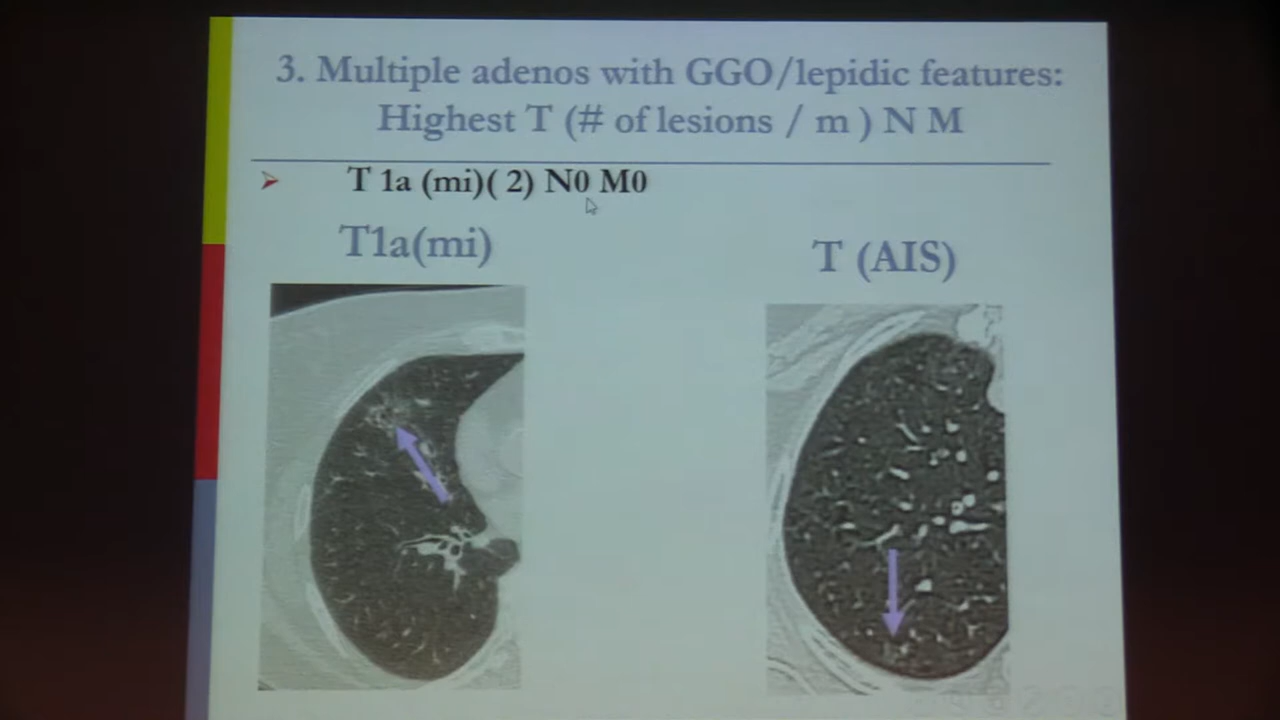 3. Multiple adenos with GGO/lepidic features:
Highest T (# of lesions / m ) N M
T 1a (mi)( 2) N0 M0
T1a(mi)
T (AIS)